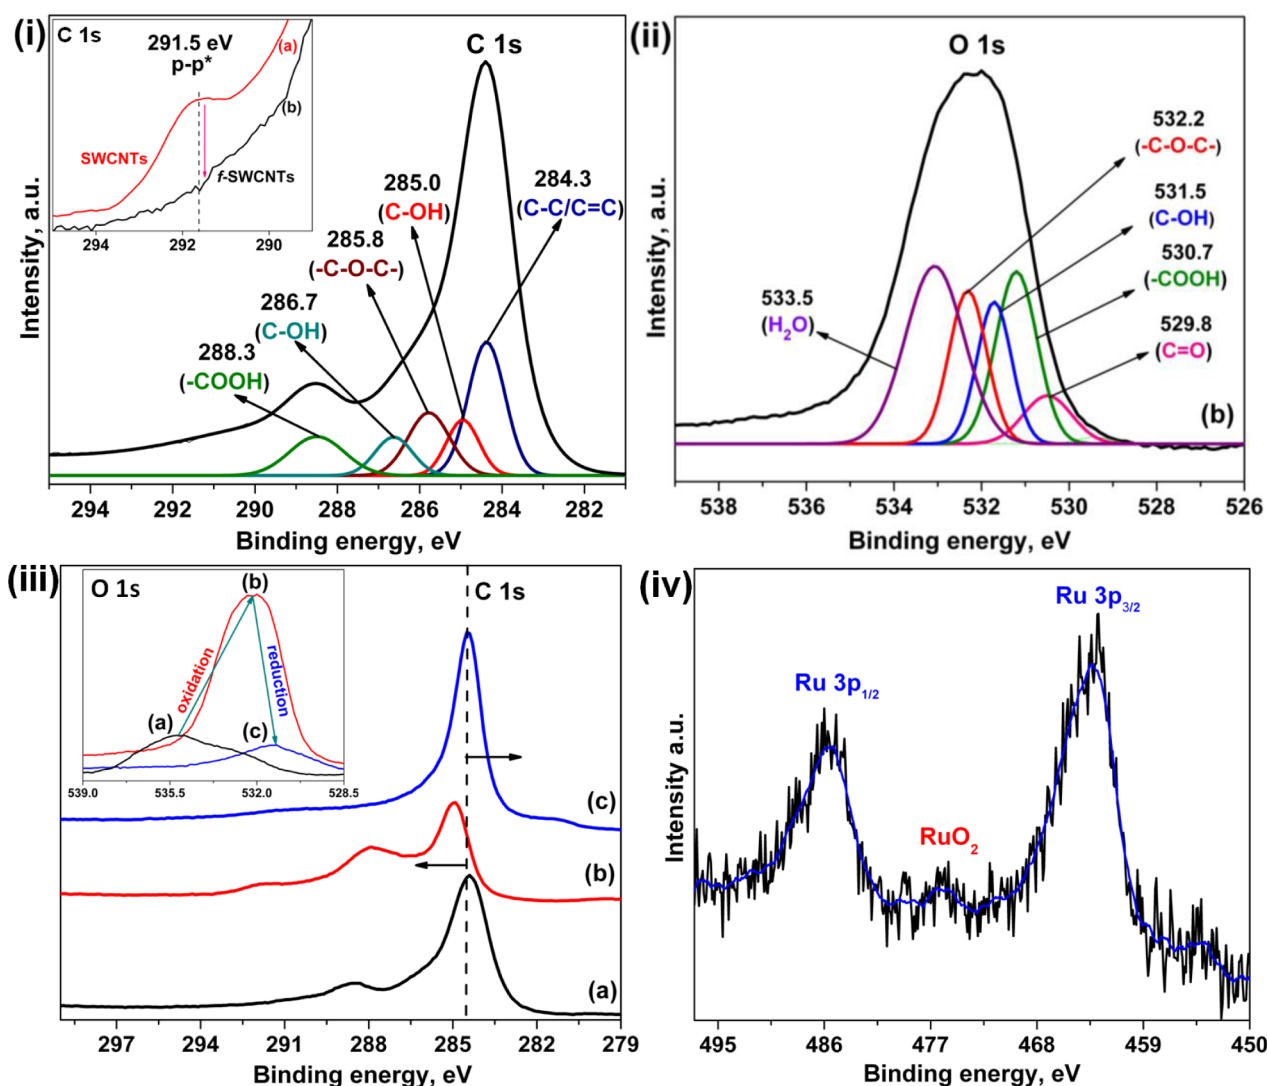 (i)
C 1s
291.5 eV
p-p*
(a)
(b)
SWCNTs
f-SWCNTs
294 292 290
C 1s
284.3
(C-C/C=C)
285.0
(C-OH)
285.8
(-C-O-C-)
286.7
(C-OH)
288.3
(-COOH)
Intensity, a.u.
294 292 290 288 286 284 282
Binding energy, eV
(ii)
O 1s
532.2
(-C-O-C-)
531.5
(C-OH)
530.7
(-COOH)
529.8
(C=O)
533.5
(H2O)
(b)
Intensity, a.u.
538 536 534 532 530 528 526
Binding energy, eV
(iii)
O 1s
(b)
oxidation
reduction
(a)
(c)
539.0 535.5 532.0 528.5
C 1s
(c)
(b)
(a)
297 294 291 288 285 282 279
Binding energy, eV
(iv)
Ru 3p3/2
Ru 3p1/2
RuO2
Intensity a.u.
495 486 477 468 459 450
Binding energy, eV